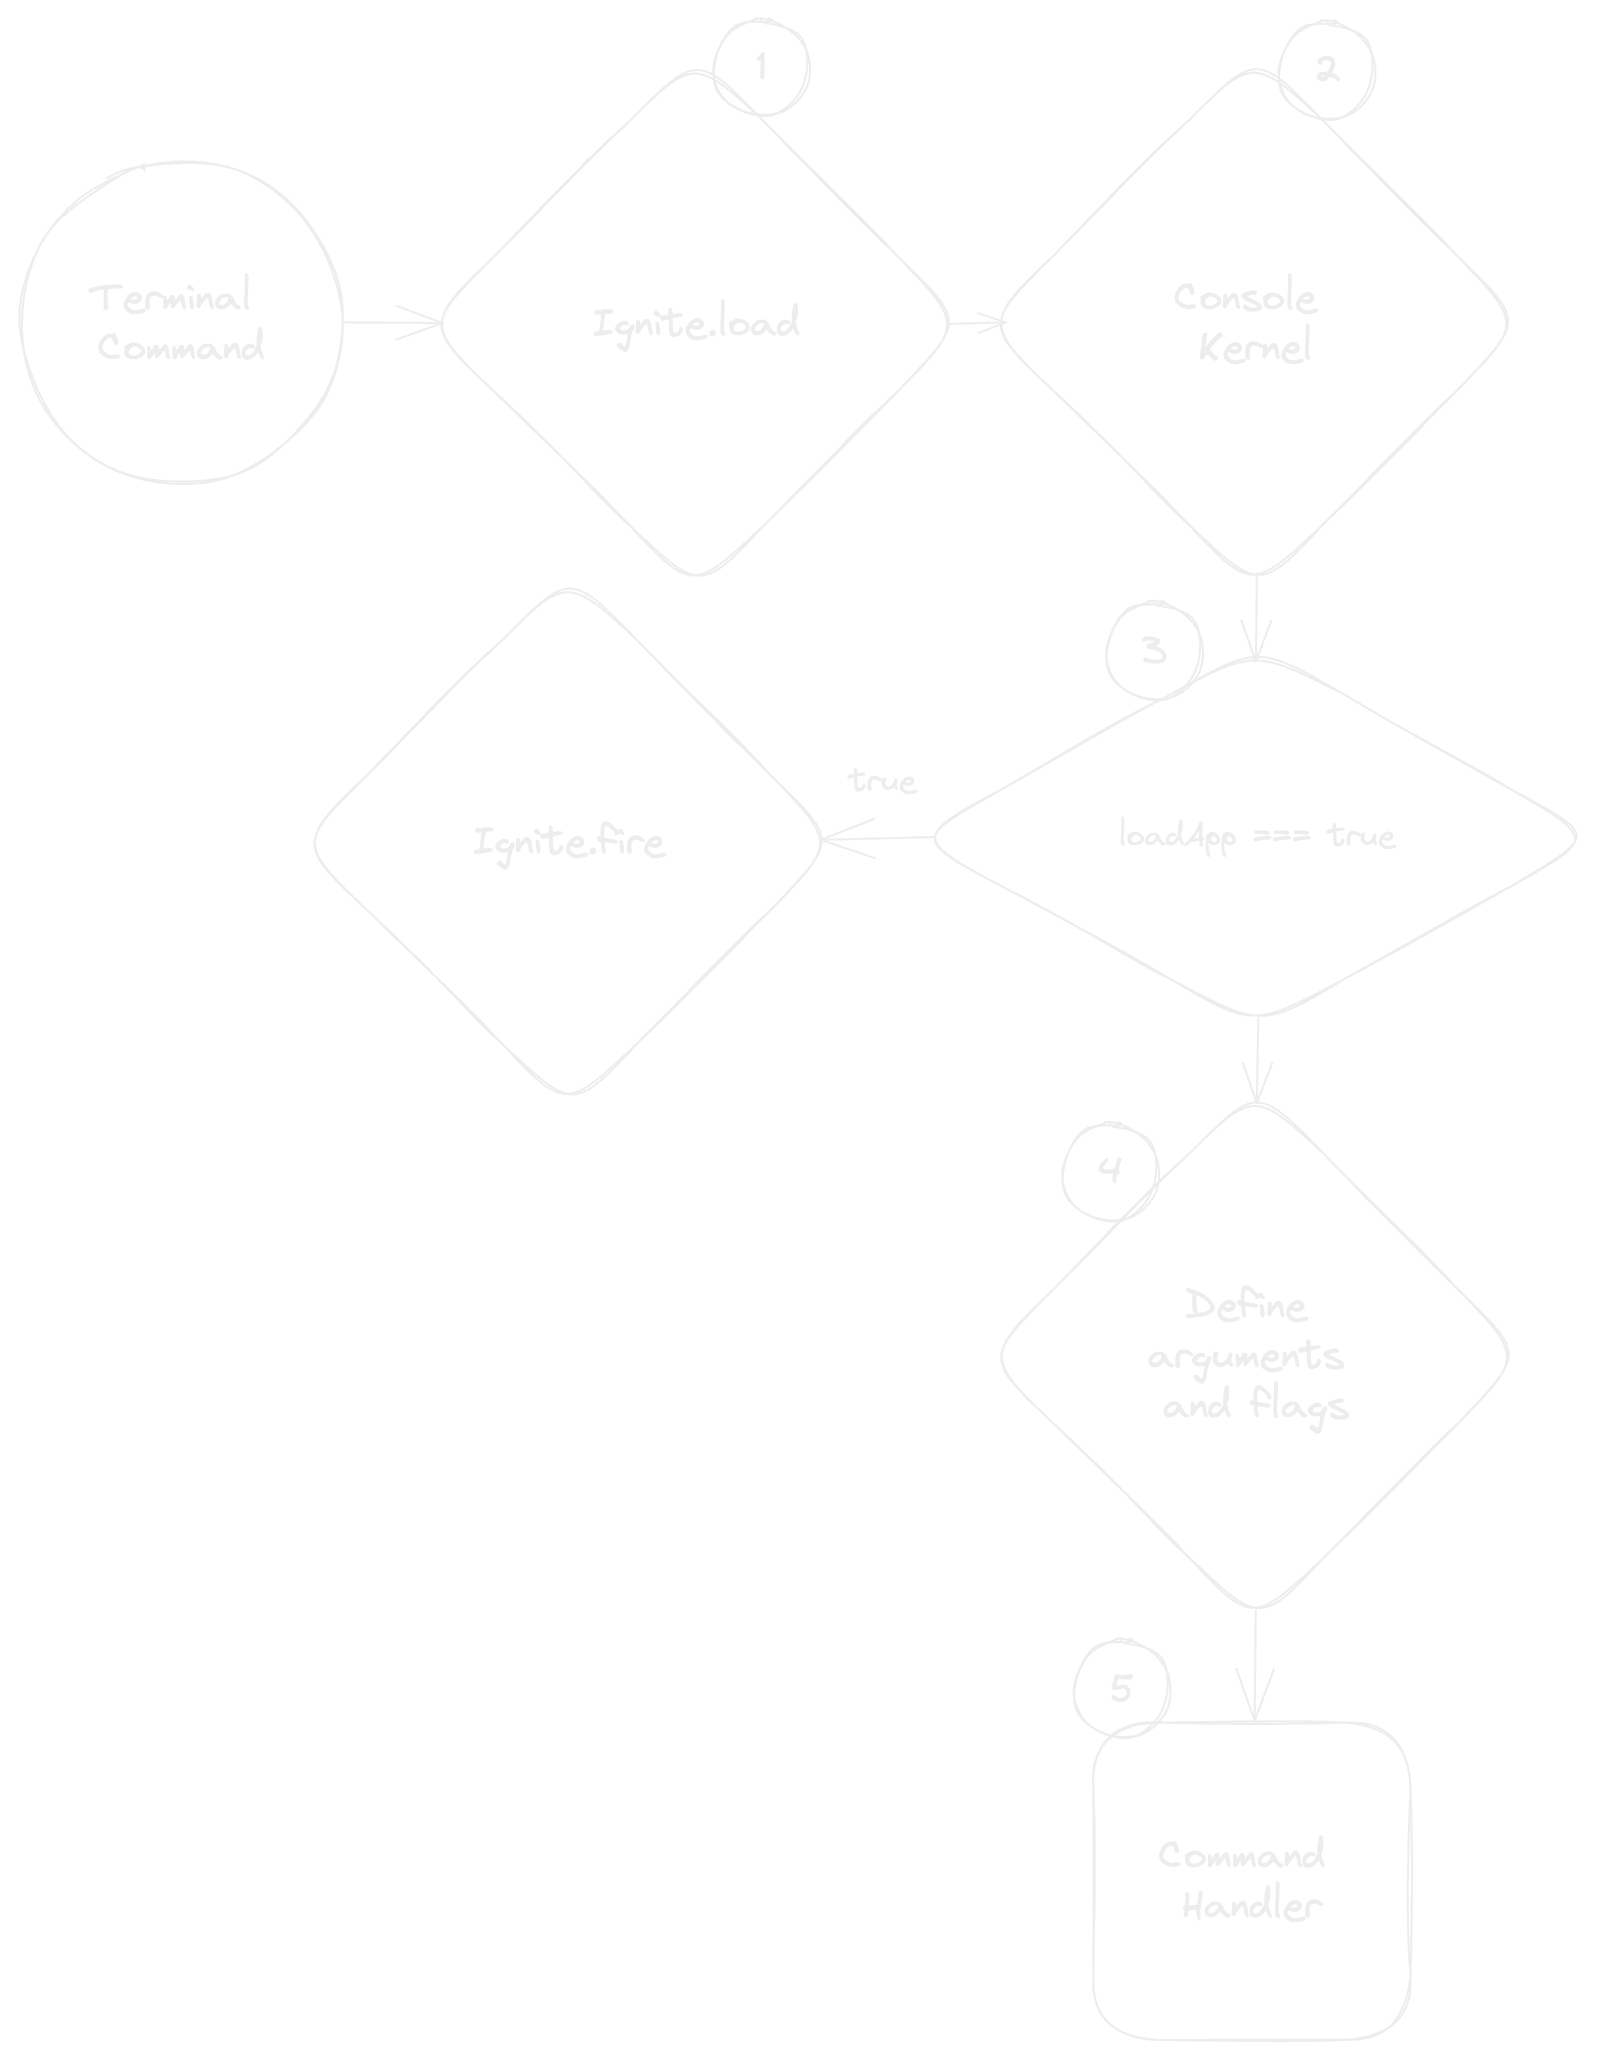 1
2
Terminal
Command
Ignite.load
Console
Kernel
3
true
Ignite.fire
loadApp === true
4
Define
arguments
and flags
5
Command
Handler